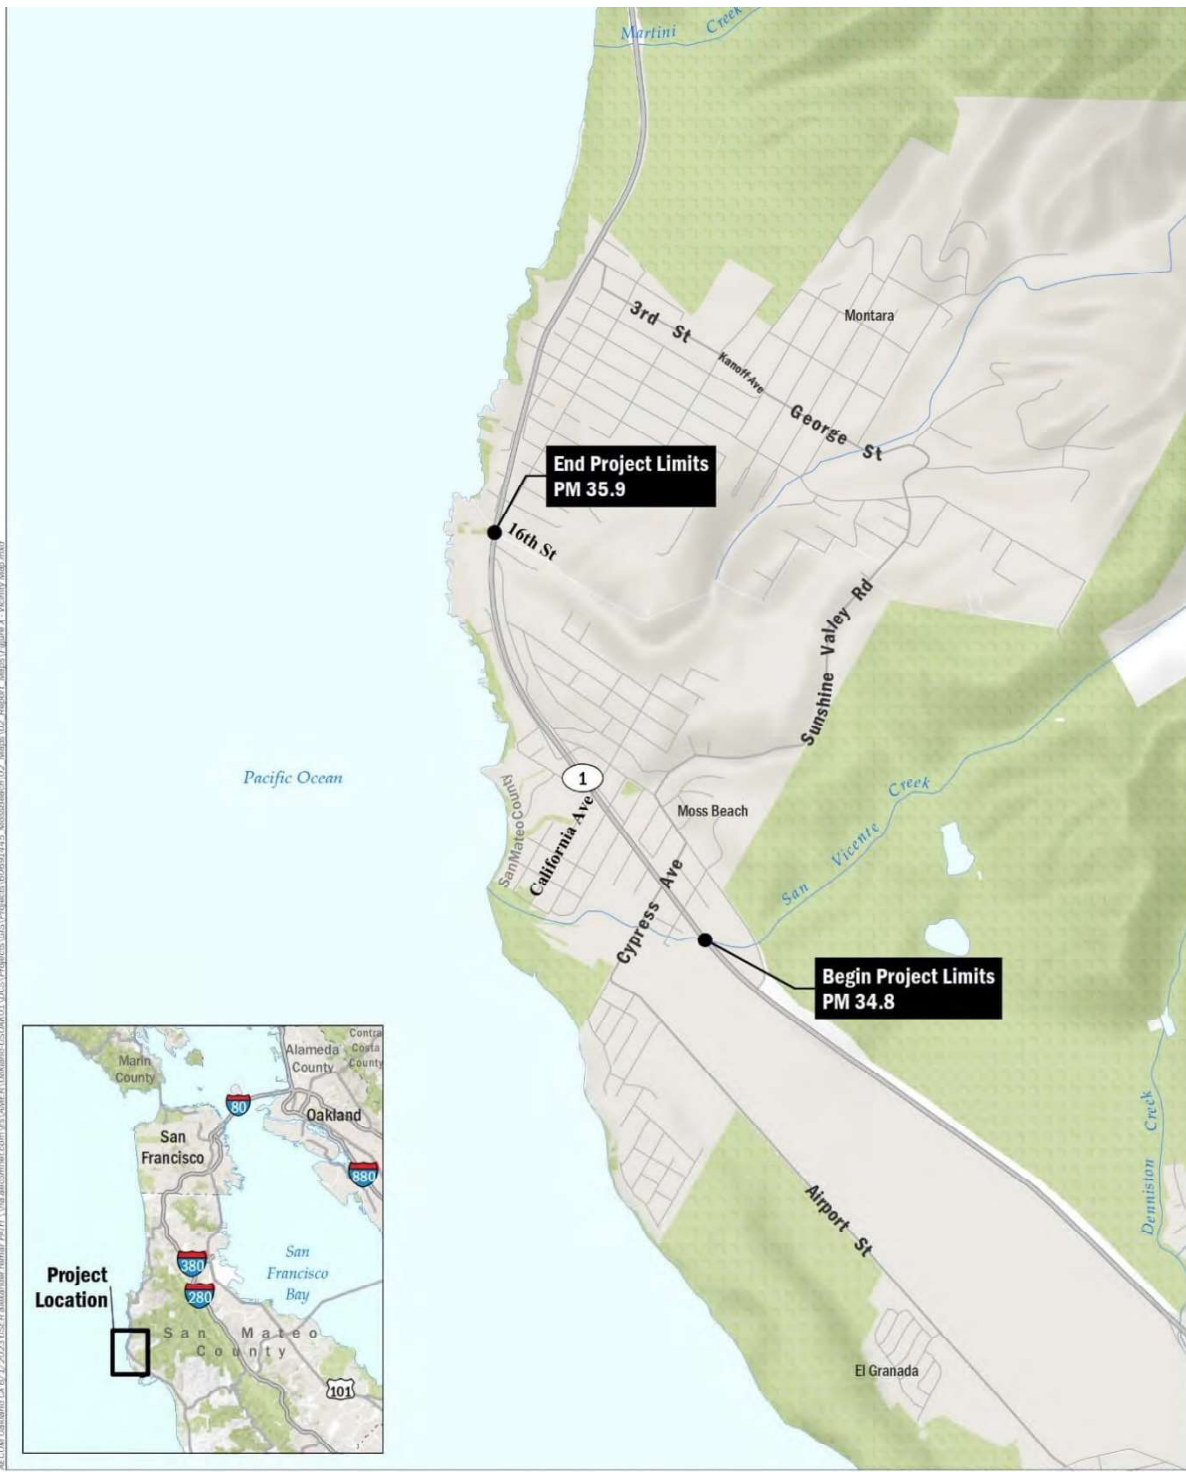 Martini Creek
3rd St
Kanoff Ave
Montara
George St
End Project Limits
PM 35.9
16th St
Sunshine Valley Rd
Pacific Ocean
1
San Mateo County
California Ave
Moss Beach
San Vicente Creek
Cypress Ave
Begin Project Limits
PM 34.8
Denniston Creek
Airport St
El Granada
Marin
County
Alameda
County
Contra
Costa
County
80
Oakland
San
Francisco
880
380
280
San
Francisco
Bay
Project
Location
San Mateo
County
101